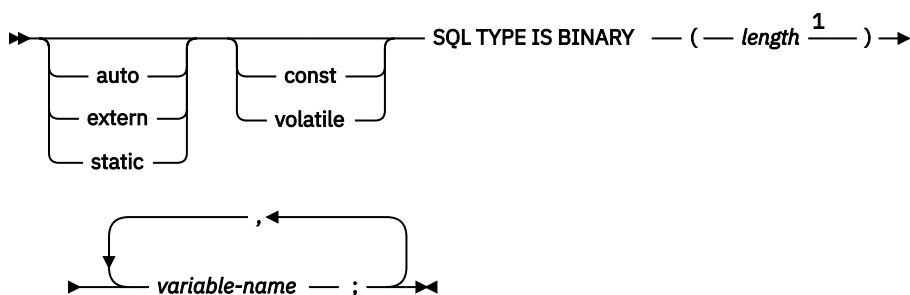 SQL TYPE IS BINARY ( length 1 )
auto const
extern volatile
static
,
variable-name ;